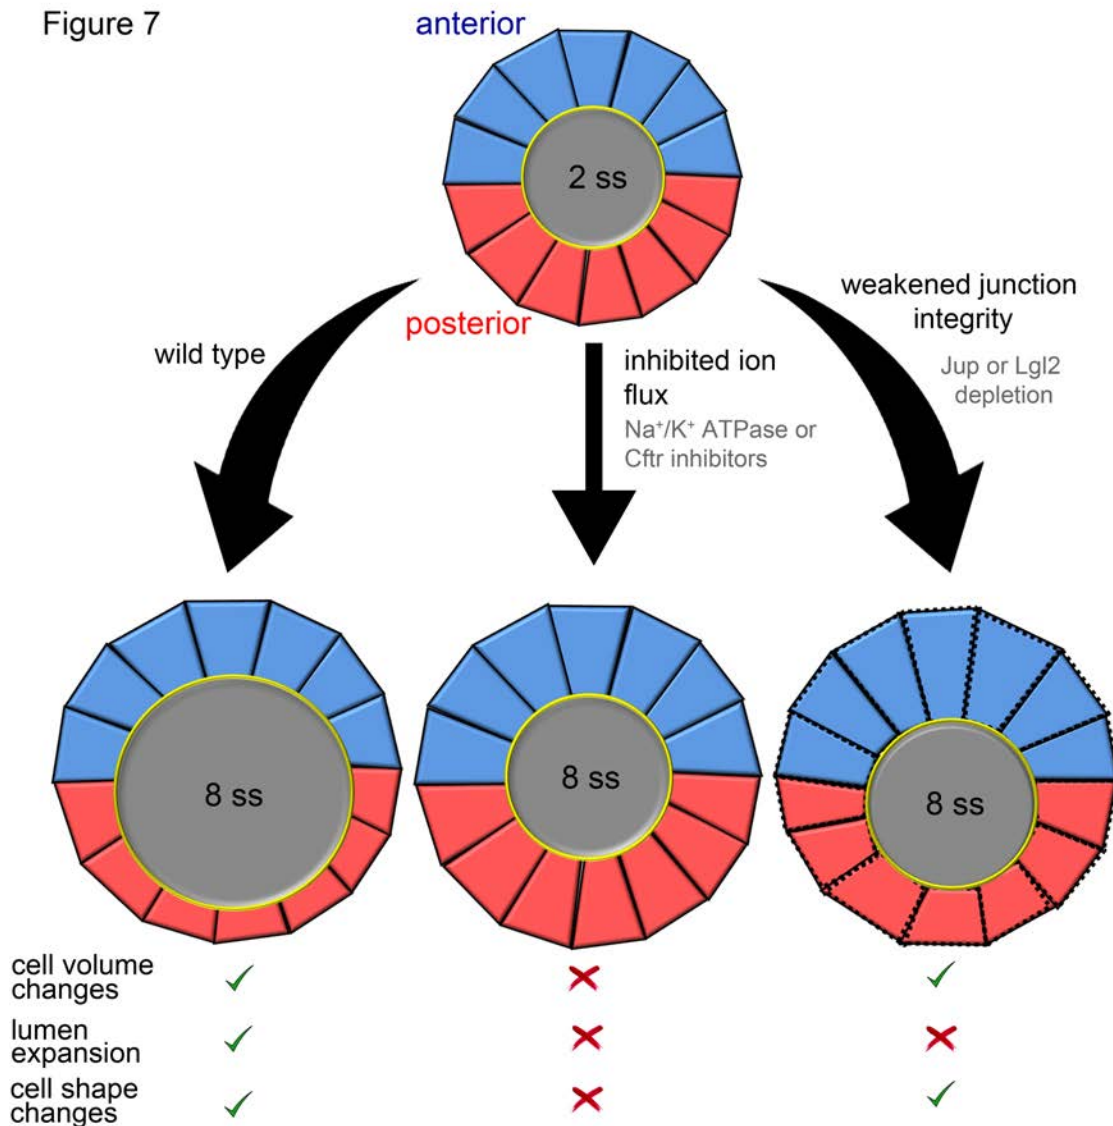 Figure 7
anterior
2 ss
posterior
wild type
inhibited ion
flux
Na⁺/K⁺ ATPase or
Cftr inhibitors
weakened junction
integrity
Jup or Lgl2
depletion
8 ss
8 ss
8 ss
cell volume
changes
lumen
expansion
cell shape
changes